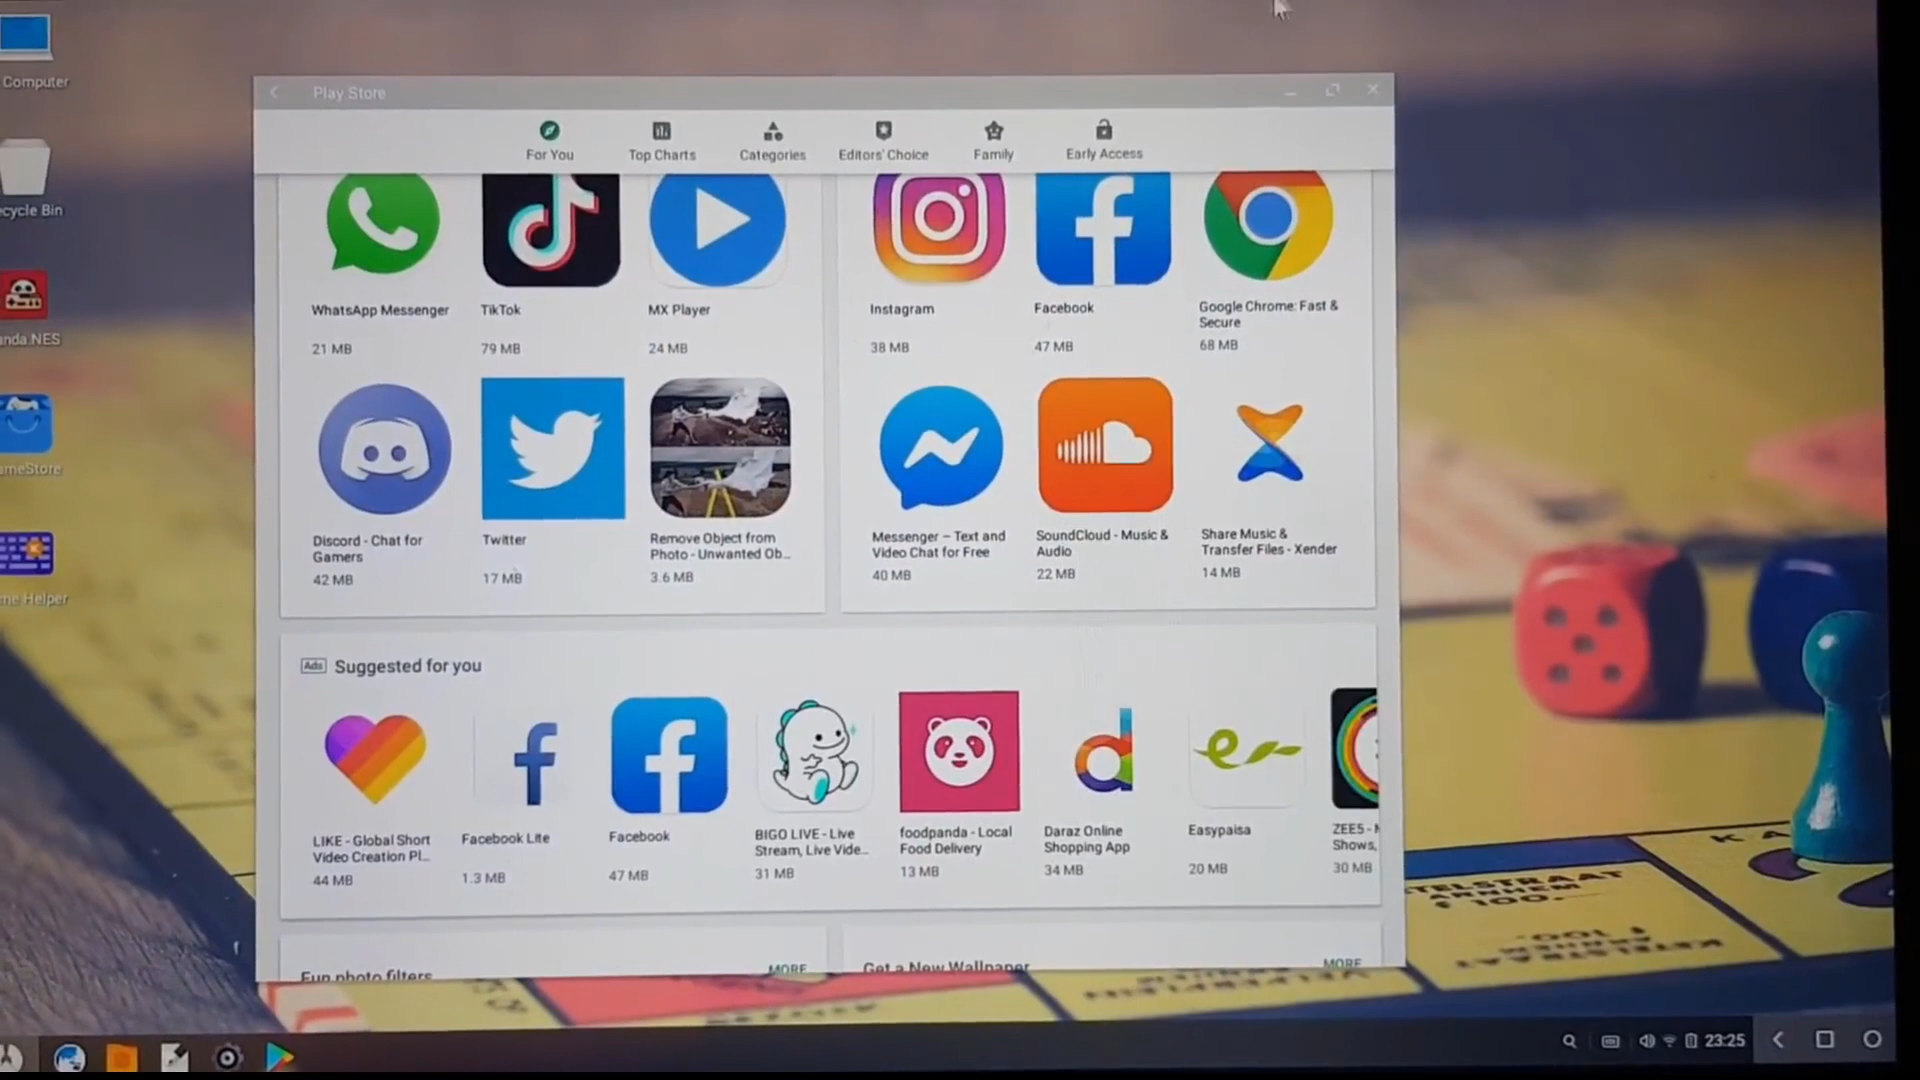 Computer
ecycle Bin
anda.NES
ameStore
me Helper
Play Store
For You
Top Charts
Categories
Editors' Choice
Family
Early Access
WhatsApp Messenger
21 MB
TikTok
79 MB
MX Player
24 MB
Instagram
38 MB
Facebook
47 MB
Google Chrome: Fast &
Secure
68 MB
Discord - Chat for
Gamers
42 MB
Twitter
17 MB
Remove Object from
Photo - Unwanted Ob...
3.6 MB
Messenger – Text and
Video Chat for Free
40 MB
SoundCloud - Music &
Audio
22 MB
Share Music &
Transfer Files - Xender
14 MB
Ads Suggested for you
LIKE - Global Short
Video Creation Pl...
44 MB
Facebook Lite
1.3 MB
Facebook
47 MB
BIGO LIVE - Live
Stream, Live Vide...
31 MB
foodpanda - Local
Food Delivery
13 MB
Daraz Online
Shopping App
34 MB
Easypaisa
20 MB
ZEE5 -
Shows,
30 MB
Fun photo filters
MORE
Get a New Wallpaper
MORE
TELSTRAAT
ARNHEM
100.
KETELSTRAAT
ARNHEM
100.
23:25